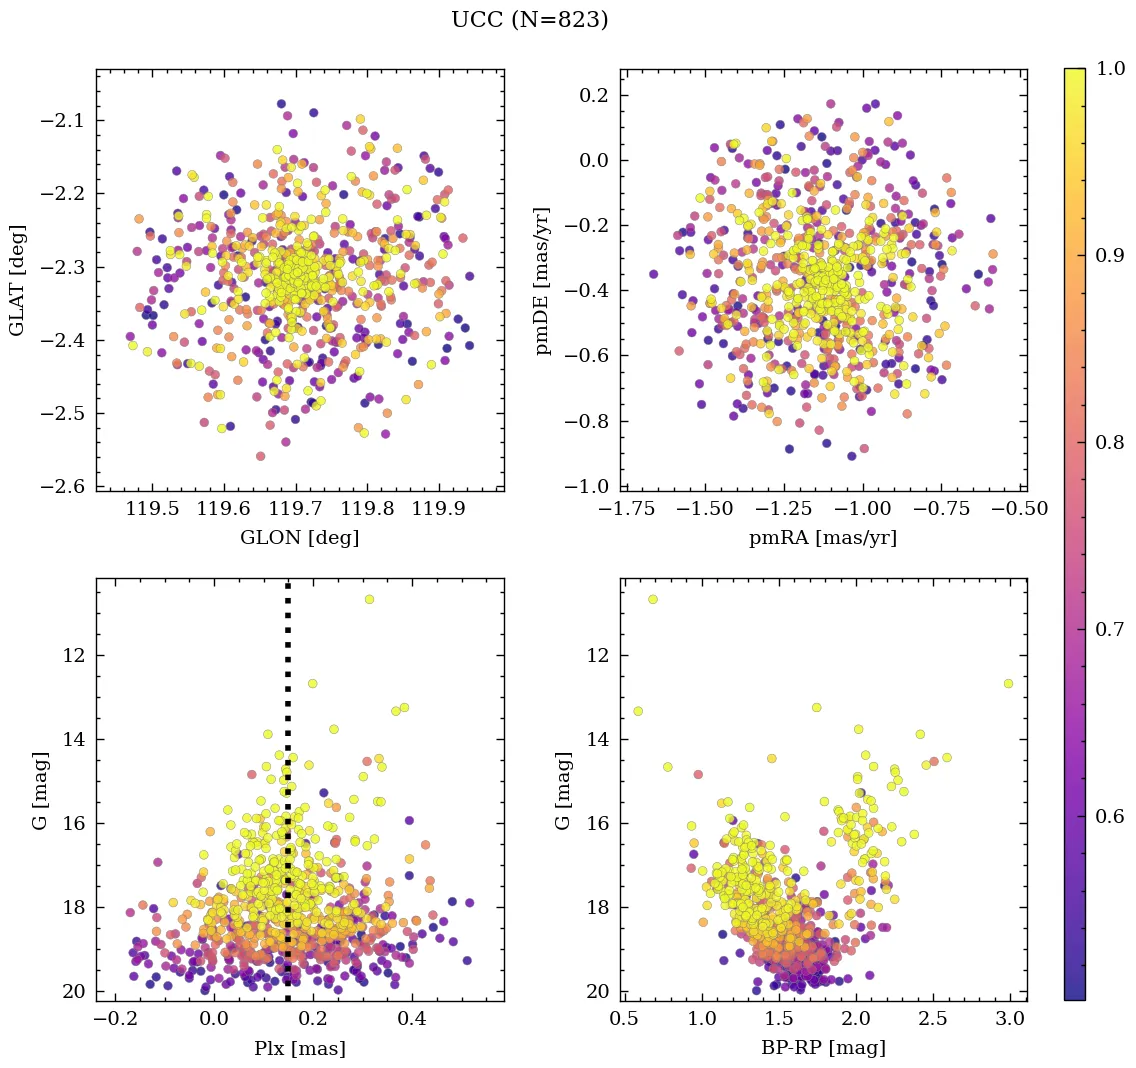 UCC (N=823)
−2.1
−2.2
−2.3
−2.4
−2.5
−2.6
GLAT [deg]
119.5 119.6 119.7 119.8 119.9
GLON [deg]
0.2
0.0
−0.2
−0.4
−0.6
−0.8
−1.0
pmDE [mas/yr]
−1.75 −1.50 −1.25 −1.00 −0.75 −0.50
pmRA [mas/yr]
12
14
16
18
20
G [mag]
−0.2 0.0 0.2 0.4
Plx [mas]
12
14
16
18
20
G [mag]
0.5 1.0 1.5 2.0 2.5 3.0
BP-RP [mag]
1.0
0.9
0.8
0.7
0.6